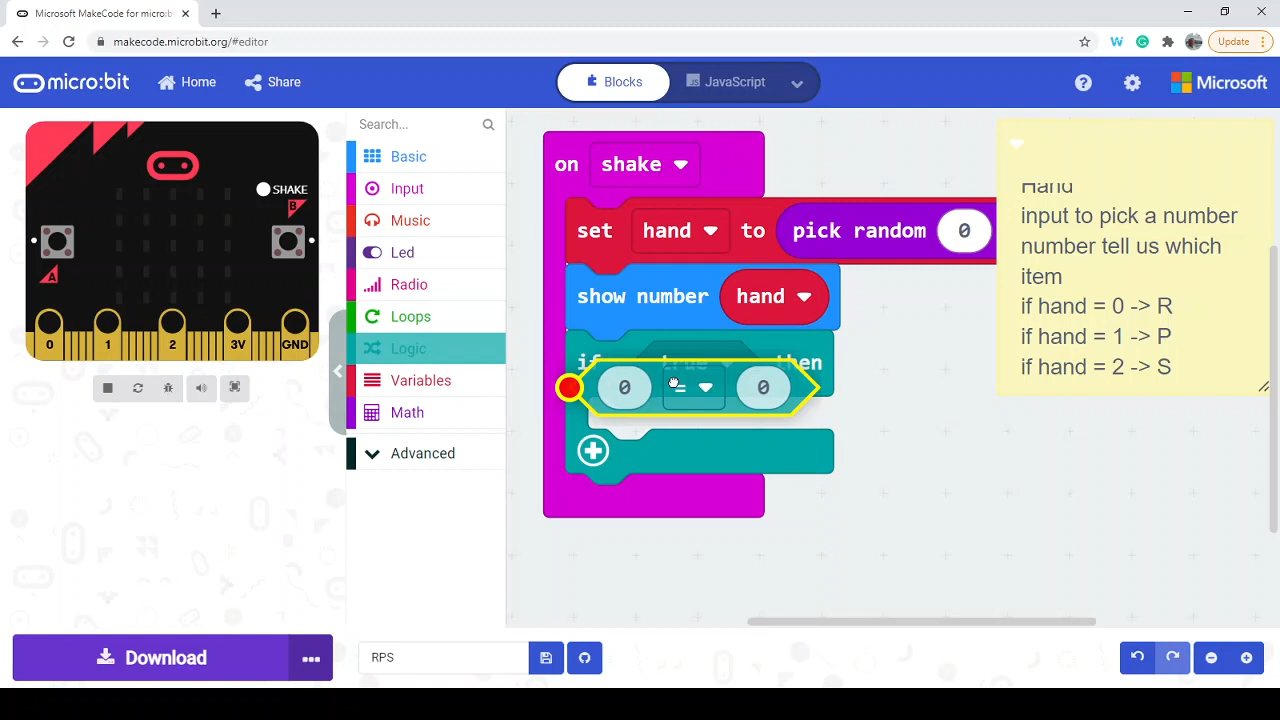 Microsoft MakeCode for micro:b
makecode.microbit.org/#editor
Update
micro:bit
Home
Share
Blocks
JavaScript
Microsoft
SHAKE
B
A
0 1 2 3V GND
Search...
Basic
Input
Music
Led
Radio
Loops
Logic
Variables
Math
Advanced
on shake
set hand to pick random 0
show number hand
if true then
0 = 0
Hand
input to pick a number
number tell us which
item
if hand = 0 -> R
if hand = 1 -> P
if hand = 2 -> S
Download
...
RPS